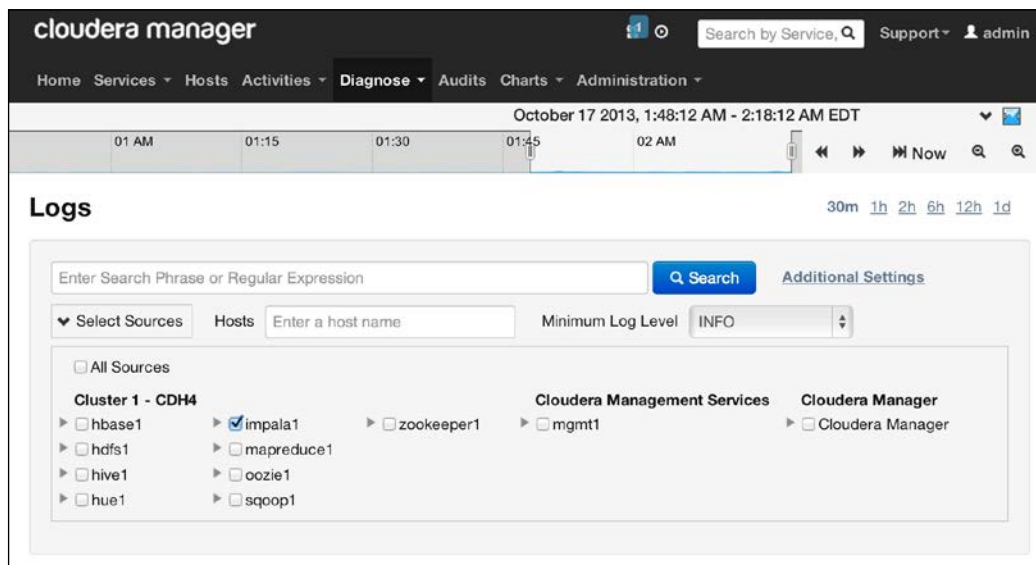 cloudera manager
Search by Service, Support admin
Home Services Hosts Activities Diagnose Audits Charts Administration
October 17 2013, 1:48:12 AM - 2:18:12 AM EDT
01 AM 01:15 01:30 01:45 02 AM Now
Logs 30m 1h 2h 6h 12h 1d
Enter Search Phrase or Regular Expression Search Additional Settings
Select Sources Hosts Enter a host name Minimum Log Level INFO
All Sources
Cluster 1 - CDH4 Cloudera Management Services Cloudera Manager
hbase1 impala1 zookeeper1 mgmt1 Cloudera Manager
hdfs1 mapreduce1
hive1 oozie1
hue1 sqoop1